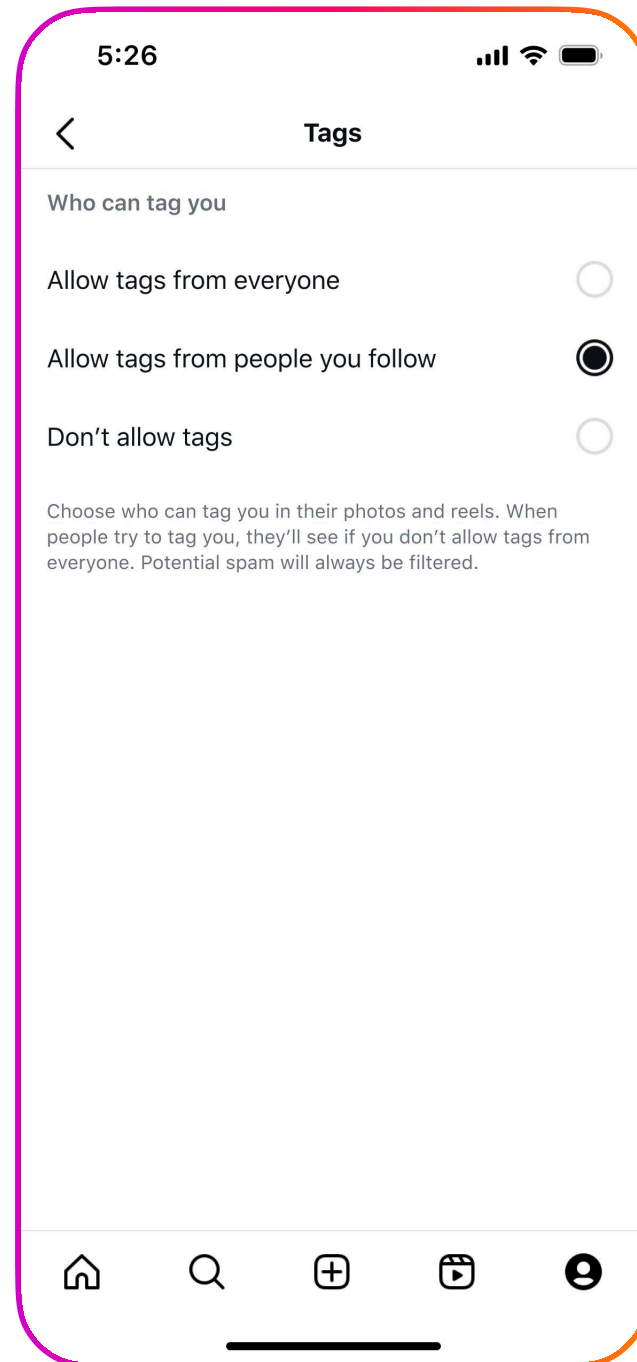 5:26
Tags
Who can tag you
Allow tags from everyone
Allow tags from people you follow
Don’t allow tags
Choose who can tag you in their photos and reels. When
people try to tag you, they’ll see if you don’t allow tags from
everyone. Potential spam will always be filtered.